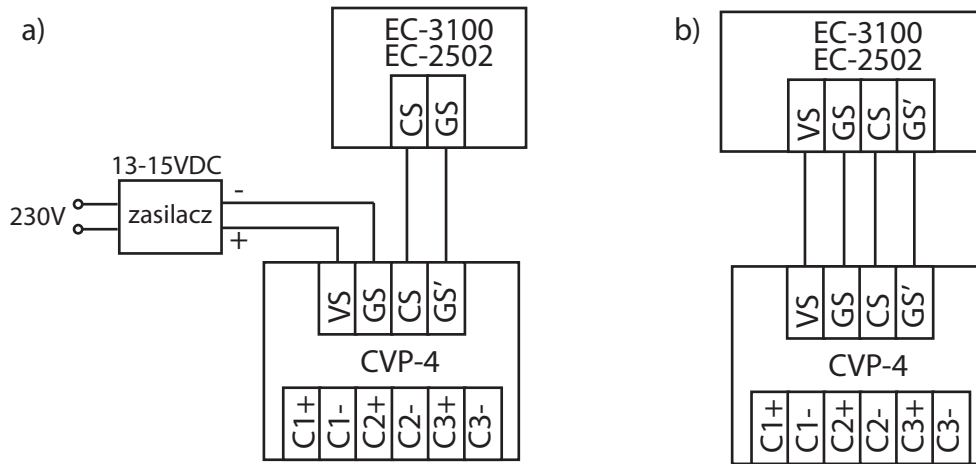 a)
EC-3100
EC-2502
CS GS
13-15VDC
230V
zasilacz
-
+
VS GS CS GS'
CVP-4
C1+ C1- C2+ C2- C3+ C3-
b)
EC-3100
EC-2502
VS GS CS GS'
VS GS CS GS'
CVP-4
C1+ C1- C2+ C2- C3+ C3-